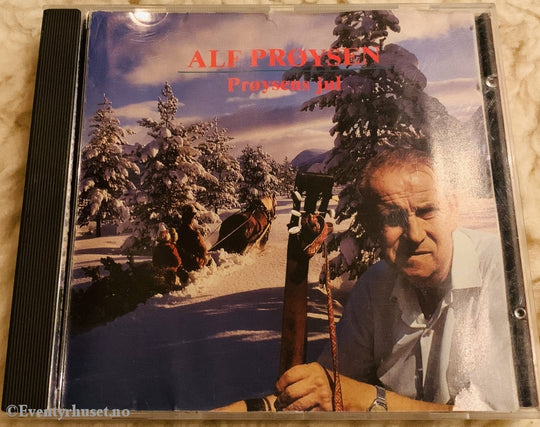 ALF PRØYSEN
Prøysens jul
©Eventyrhuset.no